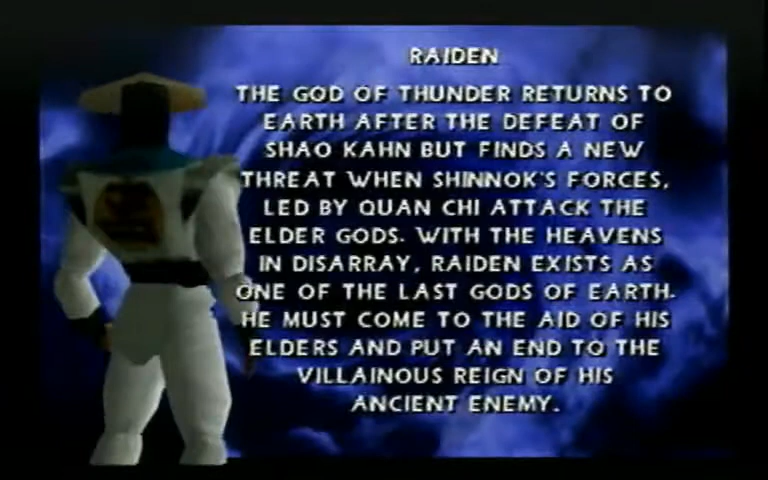 RAIDEN
THE GOD OF THUNDER RETURNS TO
EARTH AFTER THE DEFEAT OF
SHAO KAHN BUT FINDS A NEW
THREAT WHEN SHINNOK'S FORCES,
LED BY QUAN CHI ATTACK THE
ELDER GODS. WITH THE HEAVENS
IN DISARRAY, RAIDEN EXISTS AS
ONE OF THE LAST GODS OF EARTH.
HE MUST COME TO THE AID OF HIS
ELDERS AND PUT AN END TO THE
VILLAINOUS REIGN OF HIS
ANCIENT ENEMY.